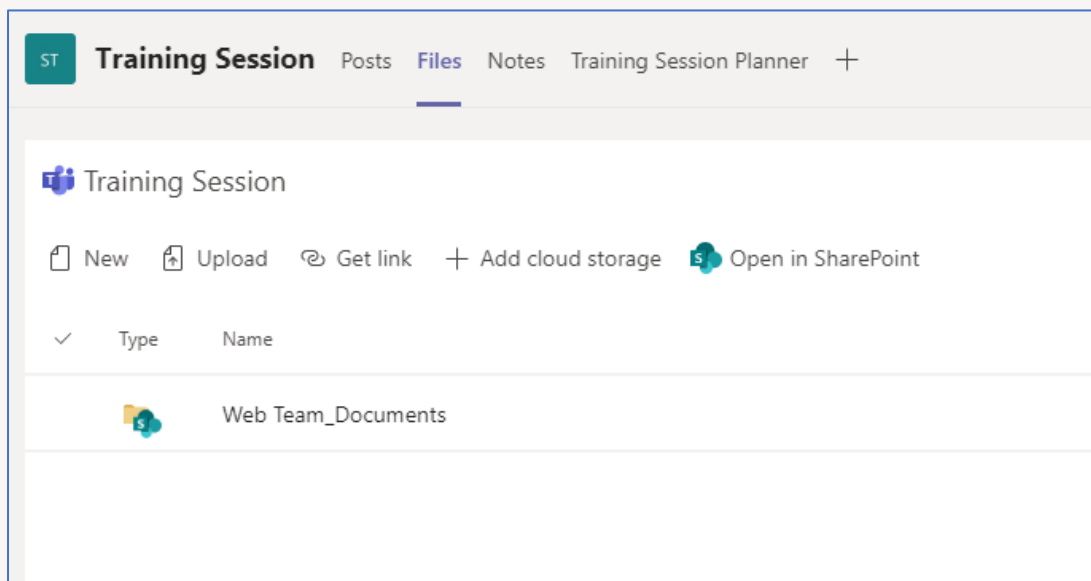 ST Training Session Posts Files Notes Training Session Planner
Training Session
New Upload Get link Add cloud storage Open in SharePoint
Type Name
Web Team_Documents